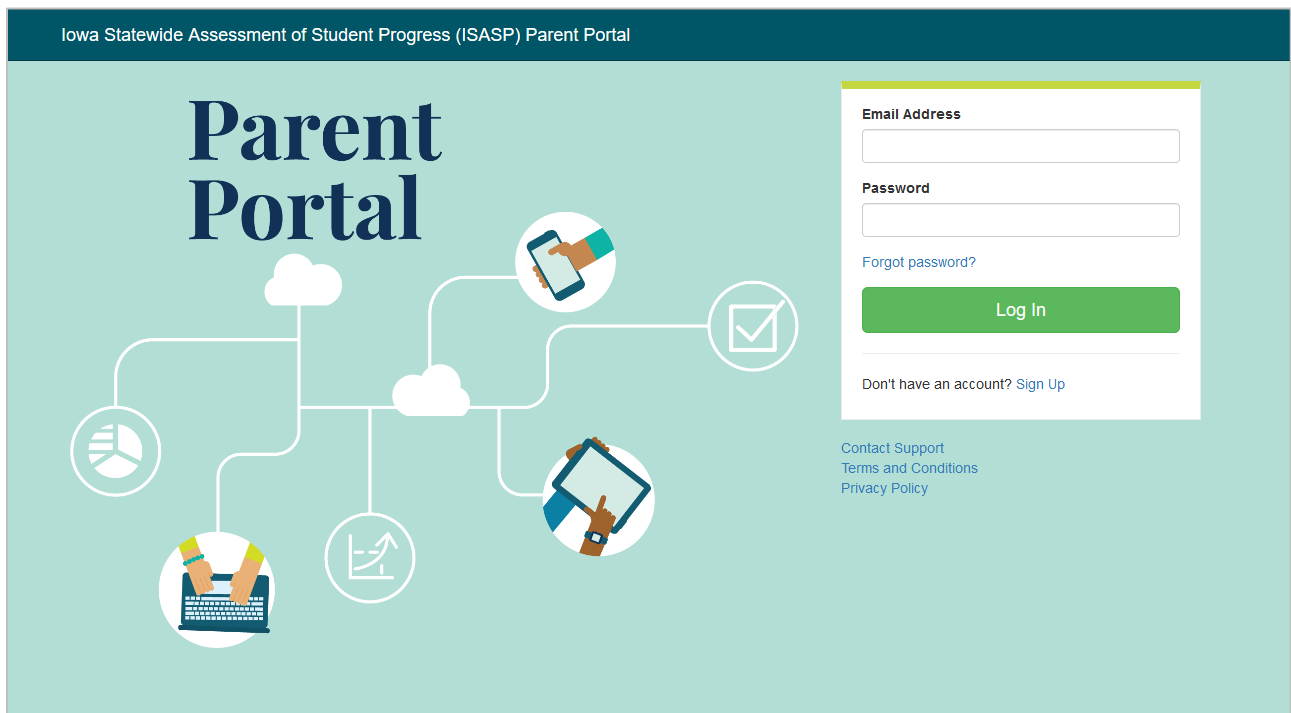 Iowa Statewide Assessment of Student Progress (ISASP) Parent Portal
Parent
Portal
Email Address
Password
Forgot password?
Log In
Don't have an account? Sign Up
Contact Support
Terms and Conditions
Privacy Policy